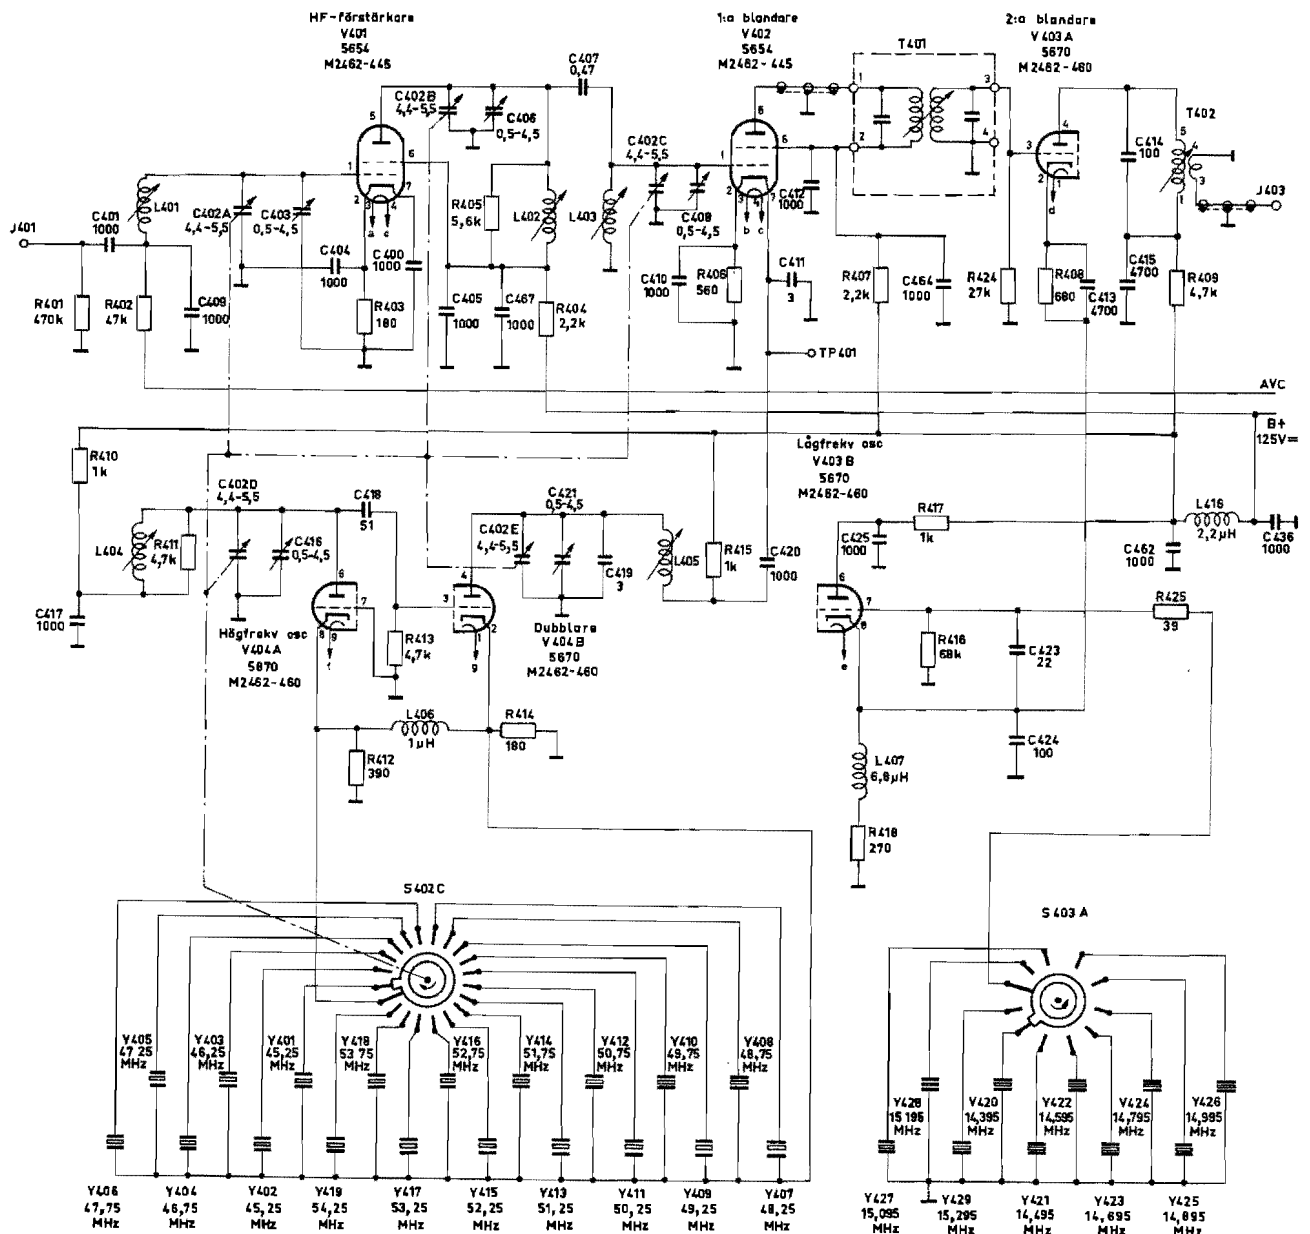 HF-förstärkare
V401
5654
M2462-445
1:a blandare
V402
5654
M2462-445
2:a blandare
V403A
5670
M2462-460
T401
T402
C407
0,47
C402B
4,4-5,5
C406
0,5-4,5
C402C
4,4-5,5
C408
0,5-4,5
C412
1000
C414
100
J403
J401
C401
1000
L401
C402A
4,4-5,5
C403
0,5-4,5
C404
1000
C400
1000
R405
5,6k
L402
L403
C410
1000
R406
560
C411
3
R407
2,2k
C464
1000
R424
27k
R408
680
C413
4700
C415
4700
R409
4,7k
R401
470k
R402
47k
C409
1000
R403
180
C405
1000
C467
1000
R404
2,2k
TP401
AVC
B+
125V=
R410
1k
Lågfrekv osc
V403B
5670
M2462-460
C402D
4,4-5,5
C418
51
C421
0,5-4,5
C402E
4,4-5,5
L404
R411
4,7k
C416
0,5-4,5
C419
3
L405
R415
1k
C420
1000
C425
1000
R417
1k
L416
2,2µH
C436
1000
C462
1000
C417
1000
Högfrekv osc
V404A
5670
M2462-460
R413
4,7k
Dubblare
V404B
5670
M2462-460
R416
68k
C423
22
R425
39
L406
1µH
R414
180
R412
390
C424
100
L407
6,8µH
R418
270
S402C
S403A
Y405
47,25
MHz
Y403
46,25
MHz
Y401
45,25
MHz
Y418
53 75
MHz
Y416
52,75
MHz
Y414
51,75
MHz
Y412
50,75
MHz
Y410
49,75
MHz
Y408
48,75
MHz
Y428
15 195
MHz
Y420
14,395
MHz
Y422
14,595
MHz
Y424
14,795
MHz
Y426
14,995
MHz
Y406
47,75
MHz
Y404
46,75
MHz
Y402
45,25
MHz
Y419
54,25
MHz
Y417
53,25
MHz
Y415
52,25
MHz
Y413
51,25
MHz
Y411
50,25
MHz
Y409
49,25
MHz
Y407
48,25
MHz
Y427
15,095
MHz
Y429
15,295
MHz
Y421
14,495
MHz
Y423
14,695
MHz
Y425
14,895
MHz